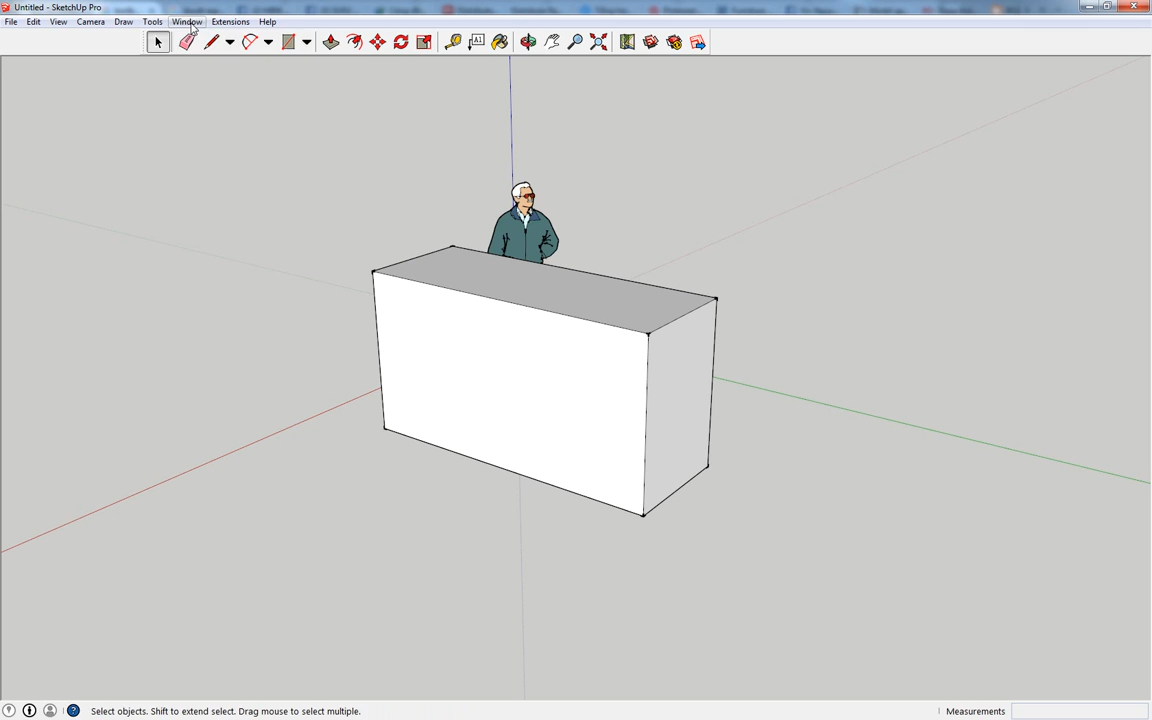 Untitled - SketchUp Pro
File Edit View Camera Draw Tools Window Extensions Help
A1
Select objects. Shift to extend select. Drag mouse to select multiple.
Measurements